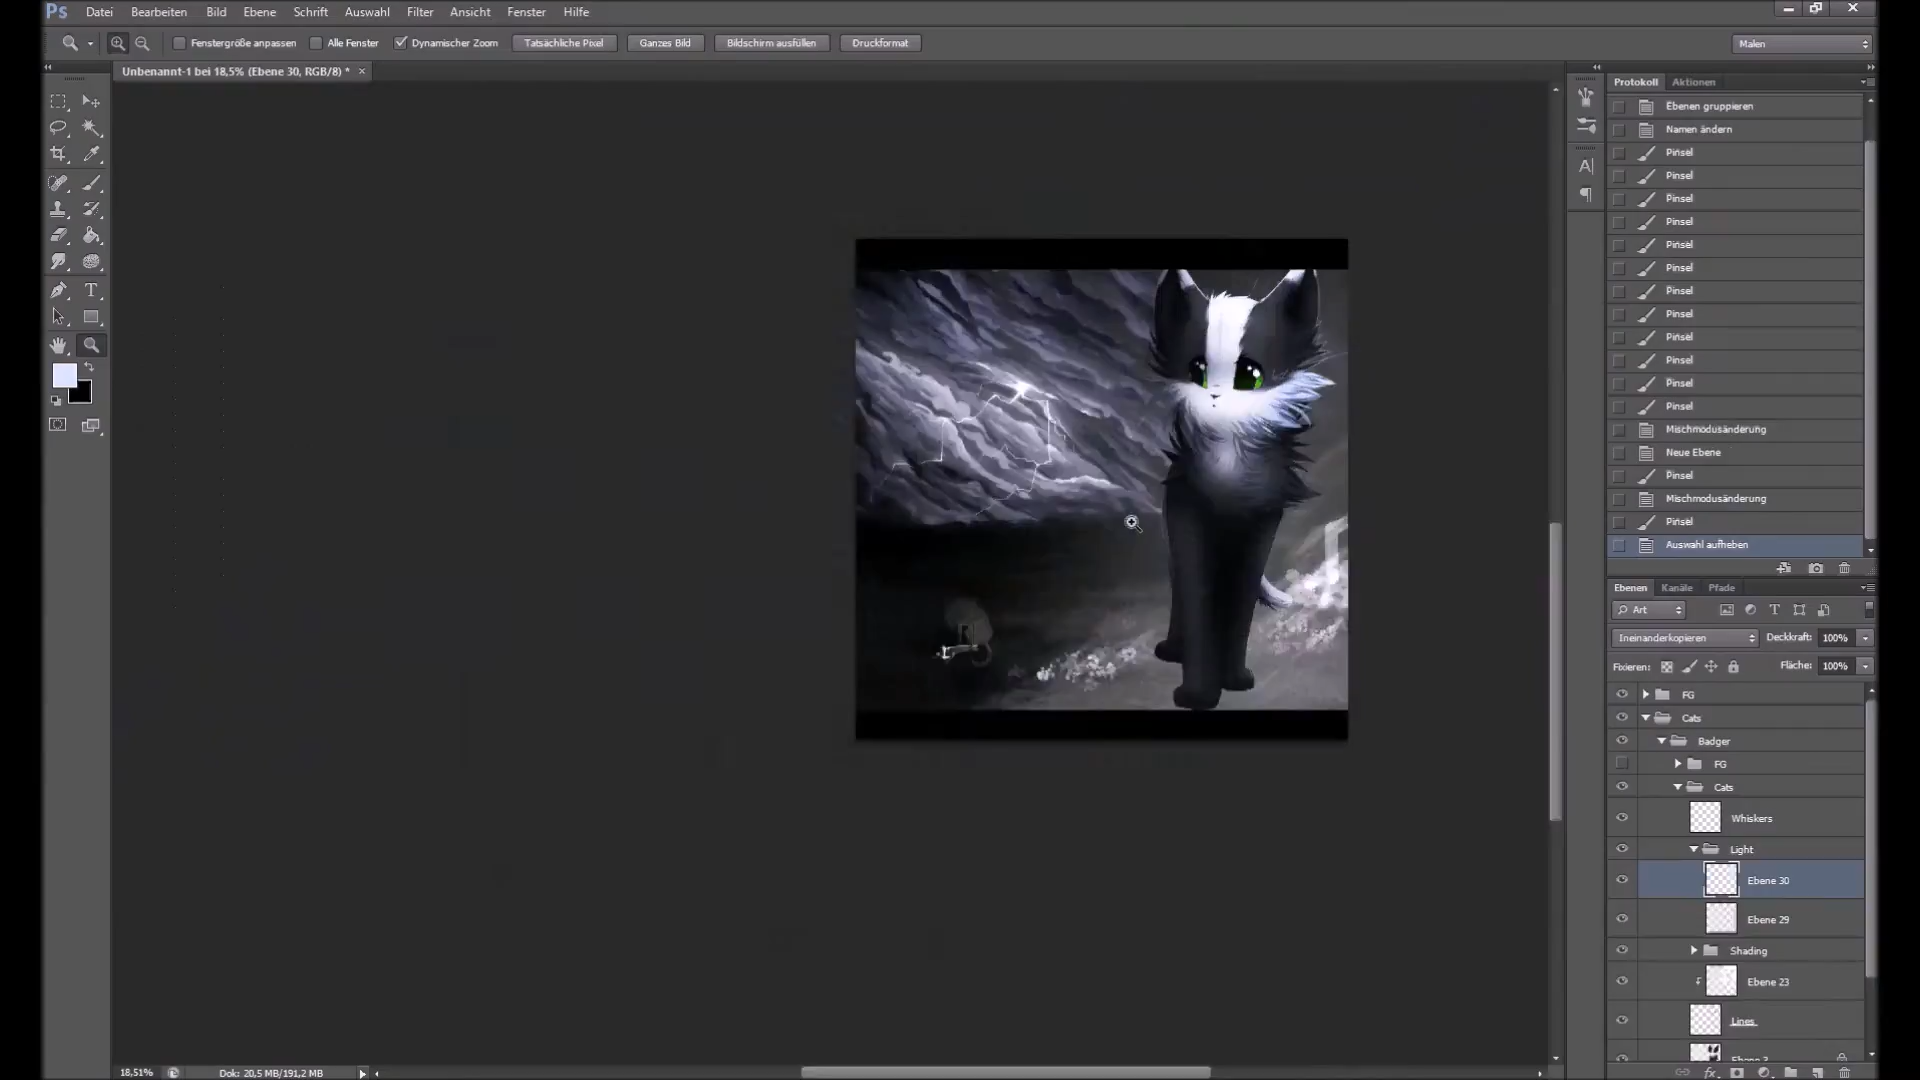 Ps Datei Bearbeiten Bild Ebene Schrift Auswahl Filter Ansicht Fenster Hilfe
Fenstergröße anpassen Alle Fenster Dynamischer Zoom Tatsächliche Pixel Ganzes Bild Bildschirm ausfüllen Druckformat Malen
Unbenannt-1 bei 18,5% (Ebene 30, RGB/8) *
Protokoll Aktionen
Ebenen gruppieren
Namen ändern
Pinsel
Pinsel
Pinsel
Pinsel
Pinsel
Pinsel
Pinsel
Pinsel
Pinsel
Pinsel
Pinsel
Pinsel
Mischmodusänderung
Neue Ebene
Pinsel
Mischmodusänderung
Pinsel
Auswahl aufheben
Ebenen Kanäle Pfade
Art
Ineinanderkopieren Deckkraft: 100%
Fixieren: Fläche: 100%
FG
Cats
Badger
FG
Cats
Whiskers
Light
Ebene 30
Ebene 29
Shading
Ebene 23
Lines
18,51% Dok: 20,5 MB/191,2 MB